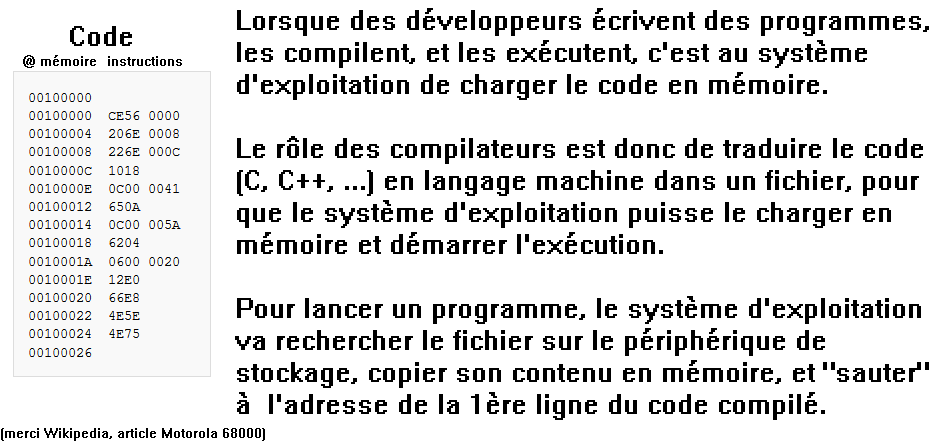 Code
@ mémoire instructions
00100000
00100000 CE56 0000
00100004 206E 0008
00100008 226E 000C
0010000C 1018
0010000E 0C00 0041
00100012 650A
00100014 0C00 005A
00100018 6204
0010001A 0600 0020
0010001E 12E0
00100020 66E8
00100022 4E5E
00100024 4E75
00100026
(merci Wikipedia, article Motorola 68000)
Lorsque des développeurs écrivent des programmes,
les compilent, et les exécutent, c'est au système
d'exploitation de charger le code en mémoire.
Le rôle des compilateurs est donc de traduire le code
(C, C++, ...) en langage machine dans un fichier, pour
que le système d'exploitation puisse le charger en
mémoire et démarrer l'exécution.
Pour lancer un programme, le système d'exploitation
va rechercher le fichier sur le périphérique de
stockage, copier son contenu en mémoire, et "sauter"
à l'adresse de la 1ère ligne du code compilé.